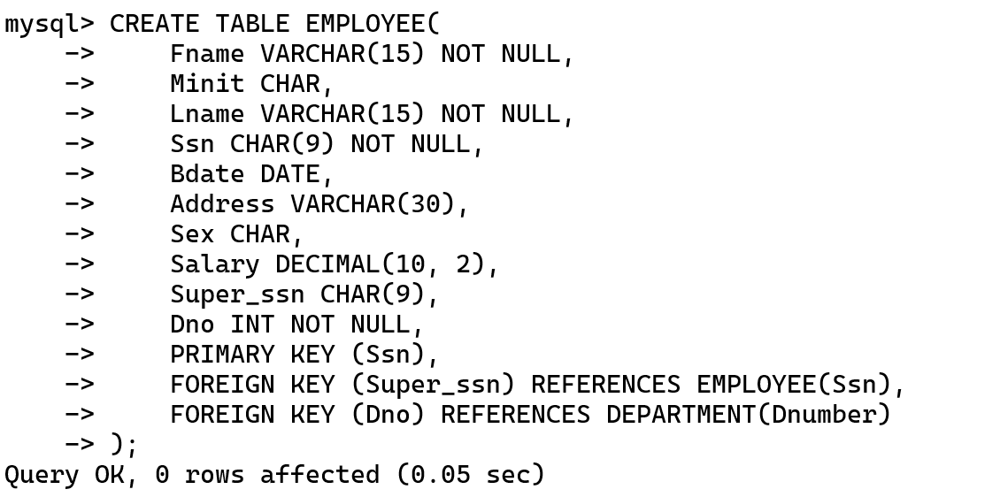 mysql> CREATE TABLE EMPLOYEE(
    ->     Fname VARCHAR(15) NOT NULL,
    ->     Minit CHAR,
    ->     Lname VARCHAR(15) NOT NULL,
    ->     Ssn CHAR(9) NOT NULL,
    ->     Bdate DATE,
    ->     Address VARCHAR(30),
    ->     Sex CHAR,
    ->     Salary DECIMAL(10, 2),
    ->     Super_ssn CHAR(9),
    ->     Dno INT NOT NULL,
    ->     PRIMARY KEY (Ssn),
    ->     FOREIGN KEY (Super_ssn) REFERENCES EMPLOYEE(Ssn),
    ->     FOREIGN KEY (Dno) REFERENCES DEPARTMENT(Dnumber)
    -> );
Query OK, 0 rows affected (0.05 sec)